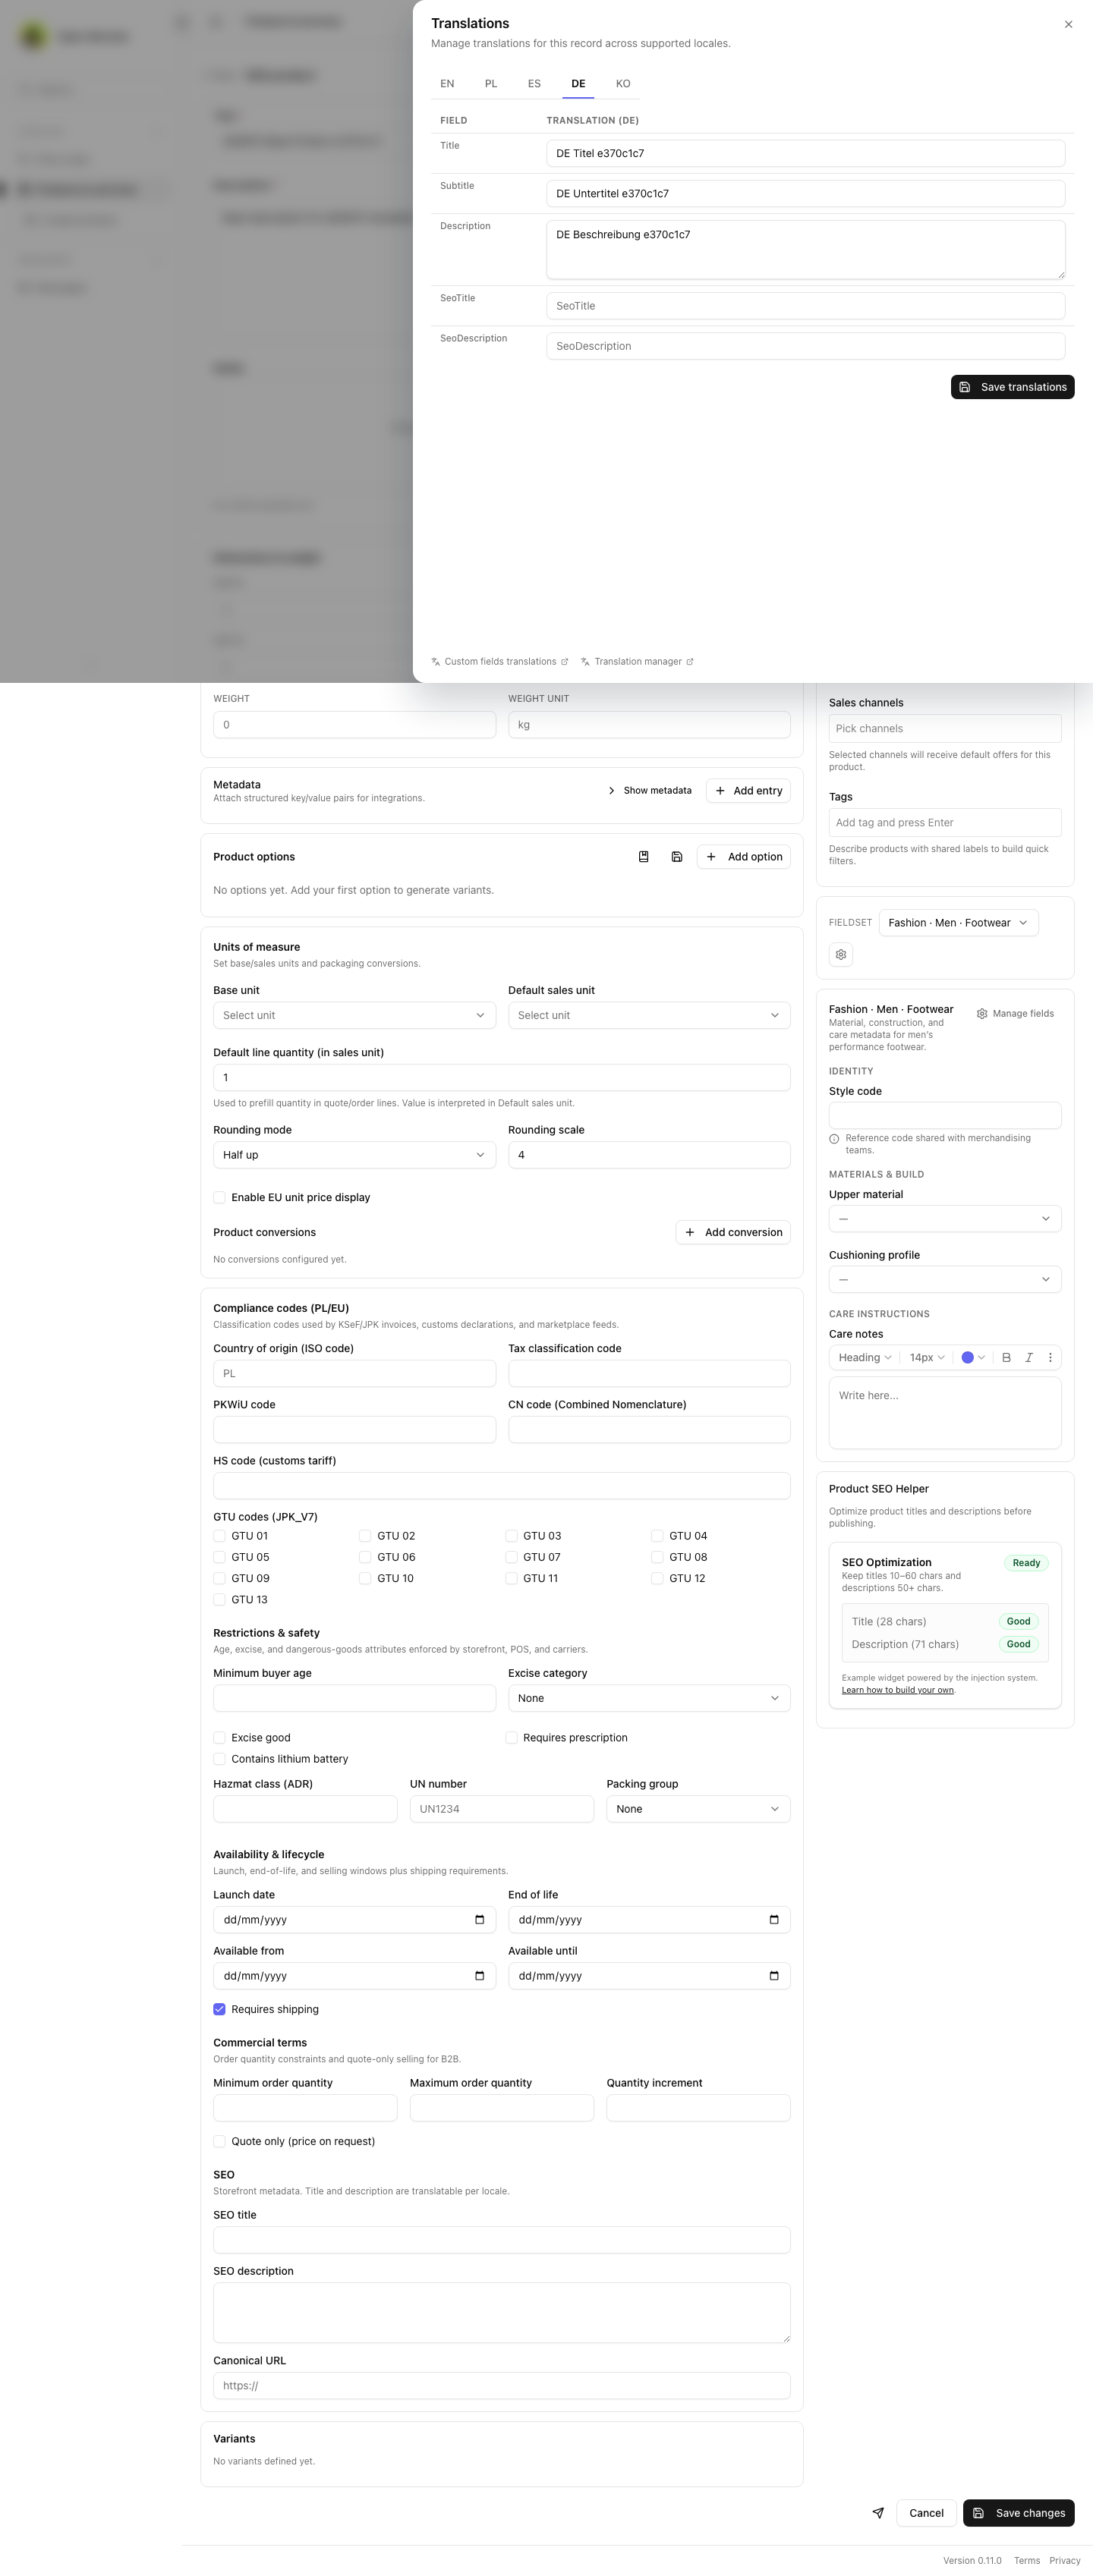 Translations
Manage translations for this record across supported locales.
EN PL ES DE KO
FIELD TRANSLATION (DE)
Title DE Titel e370c1c7
Subtitle DE Untertitel e370c1c7
Description DE Beschreibung e370c1c7
SeoTitle SeoTitle
SeoDescription SeoDescription
Save translations
Custom fields translations Translation manager
WEIGHT WEIGHT UNIT
0 kg
Metadata
Attach structured key/value pairs for integrations.
Show metadata Add entry
Product options Add option
No options yet. Add your first option to generate variants.
Units of measure
Set base/sales units and packaging conversions.
Base unit Default sales unit
Select unit Select unit
Default line quantity (in sales unit)
1
Used to prefill quantity in quote/order lines. Value is interpreted in Default sales unit.
Rounding mode Rounding scale
Half up 4
Enable EU unit price display
Product conversions Add conversion
No conversions configured yet.
Compliance codes (PL/EU)
Classification codes used by KSeF/JPK invoices, customs declarations, and marketplace feeds.
Country of origin (ISO code) Tax classification code
PL
PKWiU code CN code (Combined Nomenclature)
HS code (customs tariff)
GTU codes (JPK_V7)
GTU 01 GTU 02 GTU 03 GTU 04
GTU 05 GTU 06 GTU 07 GTU 08
GTU 09 GTU 10 GTU 11 GTU 12
GTU 13
Restrictions & safety
Age, excise, and dangerous-goods attributes enforced by storefront, POS, and carriers.
Minimum buyer age Excise category
None
Excise good Requires prescription
Contains lithium battery
Hazmat class (ADR) UN number Packing group
UN1234 None
Availability & lifecycle
Launch, end-of-life, and selling windows plus shipping requirements.
Launch date End of life
dd/mm/yyyy dd/mm/yyyy
Available from Available until
dd/mm/yyyy dd/mm/yyyy
Requires shipping
Commercial terms
Order quantity constraints and quote-only selling for B2B.
Minimum order quantity Maximum order quantity Quantity increment
Quote only (price on request)
SEO
Storefront metadata. Title and description are translatable per locale.
SEO title
SEO description
Canonical URL
https://
Variants
No variants defined yet.
Sales channels
Pick channels
Selected channels will receive default offers for this
product.
Tags
Add tag and press Enter
Describe products with shared labels to build quick
filters.
FIELDSET Fashion · Men · Footwear
Fashion · Men · Footwear Manage fields
Material, construction, and
care metadata for men's
performance footwear.
IDENTITY
Style code
Reference code shared with merchandising
teams.
MATERIALS & BUILD
Upper material
—
Cushioning profile
—
CARE INSTRUCTIONS
Care notes
Heading 14px B I
Write here...
Product SEO Helper
Optimize product titles and descriptions before
publishing.
SEO Optimization Ready
Keep titles 10–60 chars and
descriptions 50+ chars.
Title (28 chars) Good
Description (71 chars) Good
Example widget powered by the injection system.
Learn how to build your own.
Cancel Save changes
Version 0.11.0 Terms Privacy